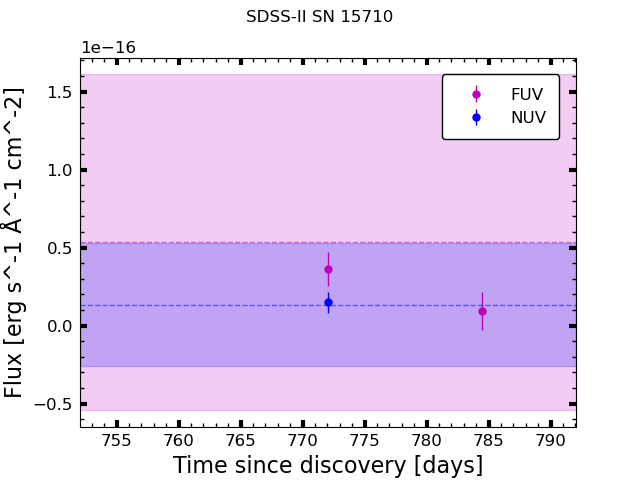 SDSS-II SN 15710
1e−16
FUV
NUV
1.5
1.0
0.5
0.0
−0.5
Flux [erg s^-1 Å^-1 cm^-2]
755 760 765 770 775 780 785 790
Time since discovery [days]